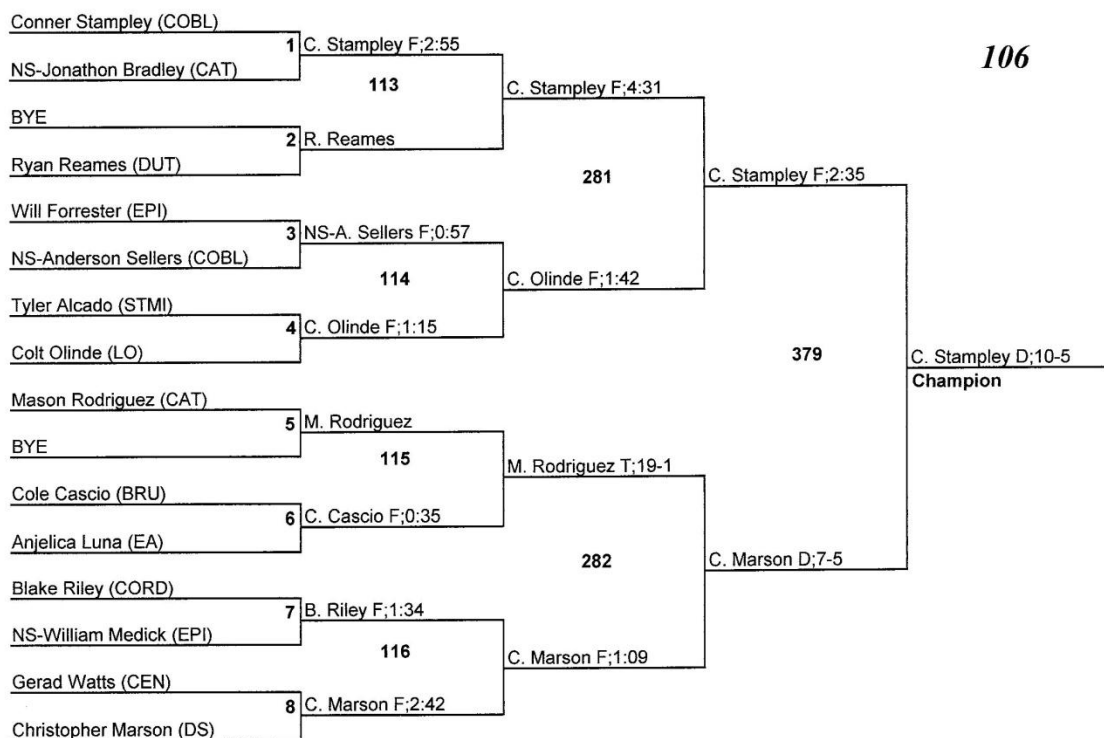 106
Conner Stampley (COBL)
1 C. Stampley F;2:55
NS-Jonathon Bradley (CAT)
113
C. Stampley F;4:31
BYE
2 R. Reames
Ryan Reames (DUT)
281
C. Stampley F;2:35
Will Forrester (EPI)
3 NS-A. Sellers F;0:57
NS-Anderson Sellers (COBL)
114
C. Olinde F;1:42
Tyler Alcado (STMI)
4 C. Olinde F;1:15
Colt Olinde (LO)
379
C. Stampley D;10-5
Champion
Mason Rodriguez (CAT)
5 M. Rodriguez
BYE
115
M. Rodriguez T;19-1
Cole Cascio (BRU)
6 C. Cascio F;0:35
Anjelica Luna (EA)
282
C. Marson D;7-5
Blake Riley (CORD)
7 B. Riley F;1:34
NS-William Medick (EPI)
116
C. Marson F;1:09
Gerad Watts (CEN)
8 C. Marson F;2:42
Christopher Marson (DS)